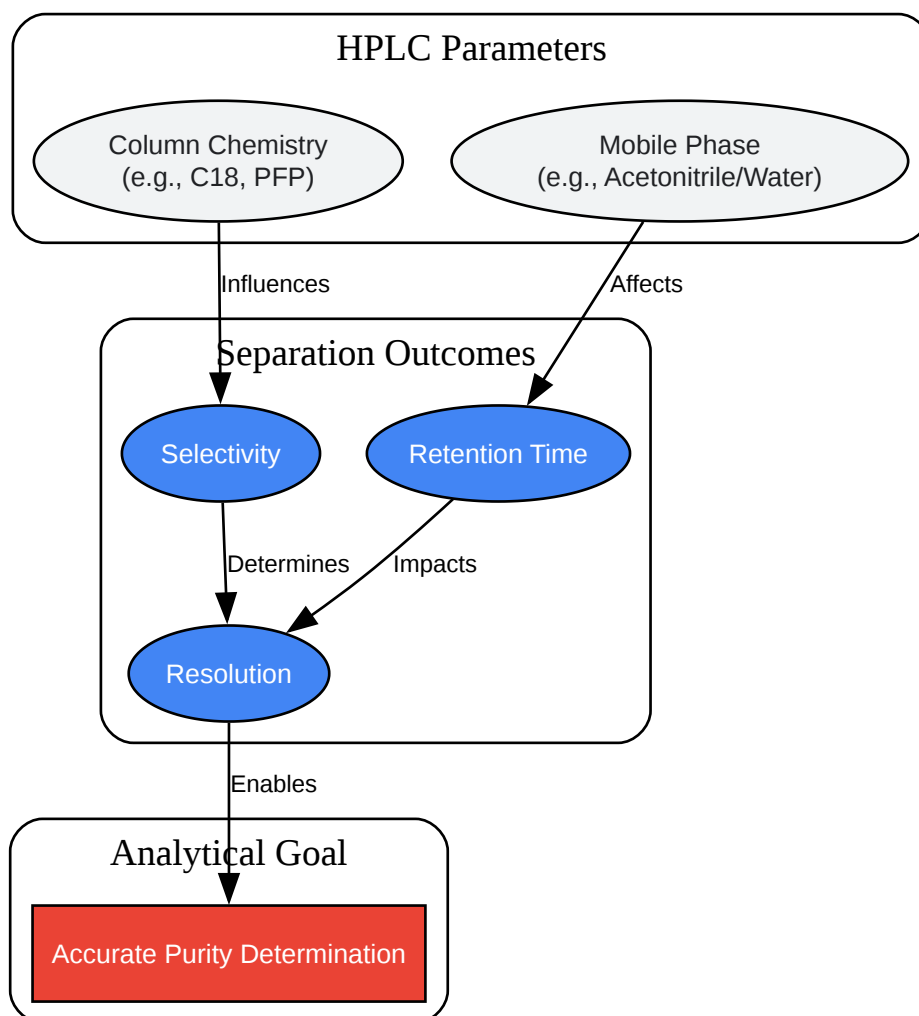 HPLC Parameters
Column Chemistry
(e.g., C18, PFP)
Mobile Phase
(e.g., Acetonitrile/Water)
Influences
Affects
Separation Outcomes
Selectivity
Retention Time
Determines
Impacts
Resolution
Enables
Analytical Goal
Accurate Purity Determination